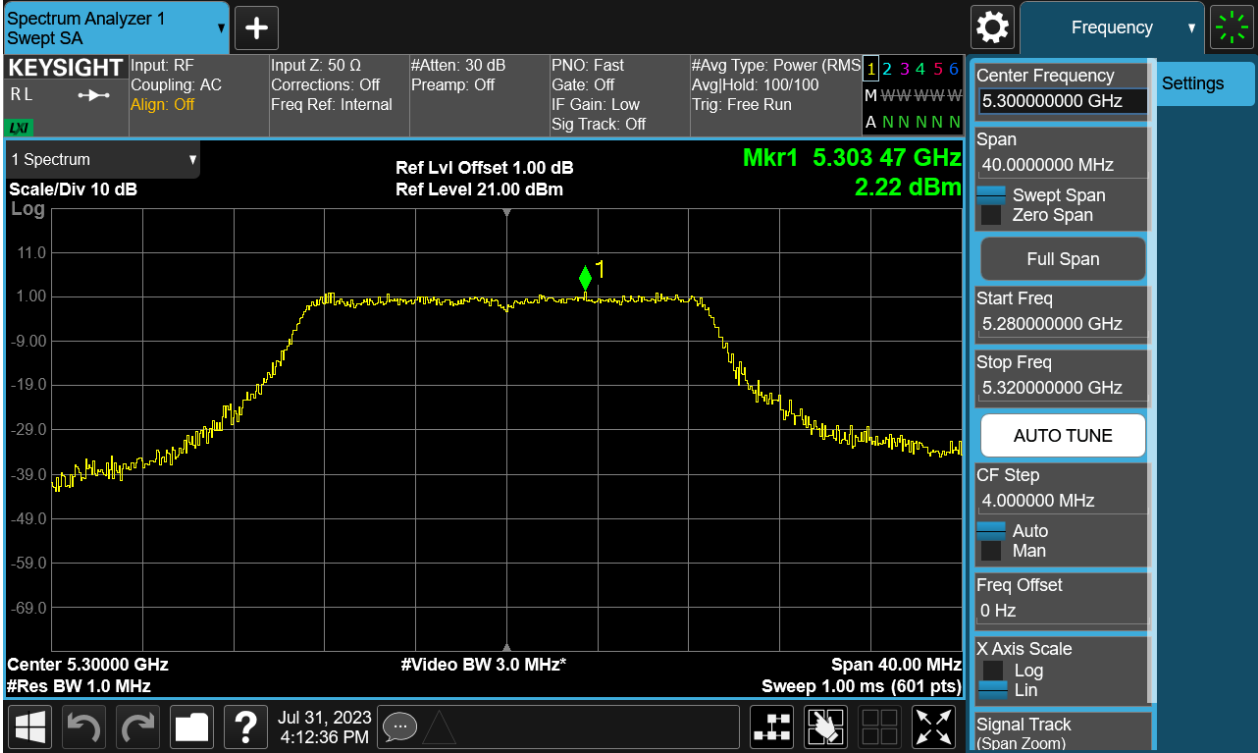 Spectrum Analyzer 1
Swept SA
Frequency
KEYSIGHT
R L
LXI
Input: RF
Coupling: AC
Align: Off
Input Z: 50 Ω
Corrections: Off
Freq Ref: Internal
#Atten: 30 dB
Preamp: Off
PNO: Fast
Gate: Off
IF Gain: Low
Sig Track: Off
#Avg Type: Power (RMS
Avg|Hold: 100/100
Trig: Free Run
1 2 3 4 5 6
M W W W W W
A N N N N N
1 Spectrum
Scale/Div 10 dB
Log
Ref Lvl Offset 1.00 dB
Ref Level 21.00 dBm
Mkr1 5.303 47 GHz
2.22 dBm
1
11.0
1.00
-9.00
-19.0
-29.0
-39.0
-49.0
-59.0
-69.0
Center 5.30000 GHz
#Res BW 1.0 MHz
#Video BW 3.0 MHz*
Span 40.00 MHz
Sweep 1.00 ms (601 pts)
Center Frequency
5.300000000 GHz
Span
40.0000000 MHz
Swept Span
Zero Span
Full Span
Start Freq
5.280000000 GHz
Stop Freq
5.320000000 GHz
AUTO TUNE
CF Step
4.000000 MHz
Auto
Man
Freq Offset
0 Hz
X Axis Scale
Log
Lin
Signal Track
(Span Zoom)
Settings
?
Jul 31, 2023
4:12:36 PM